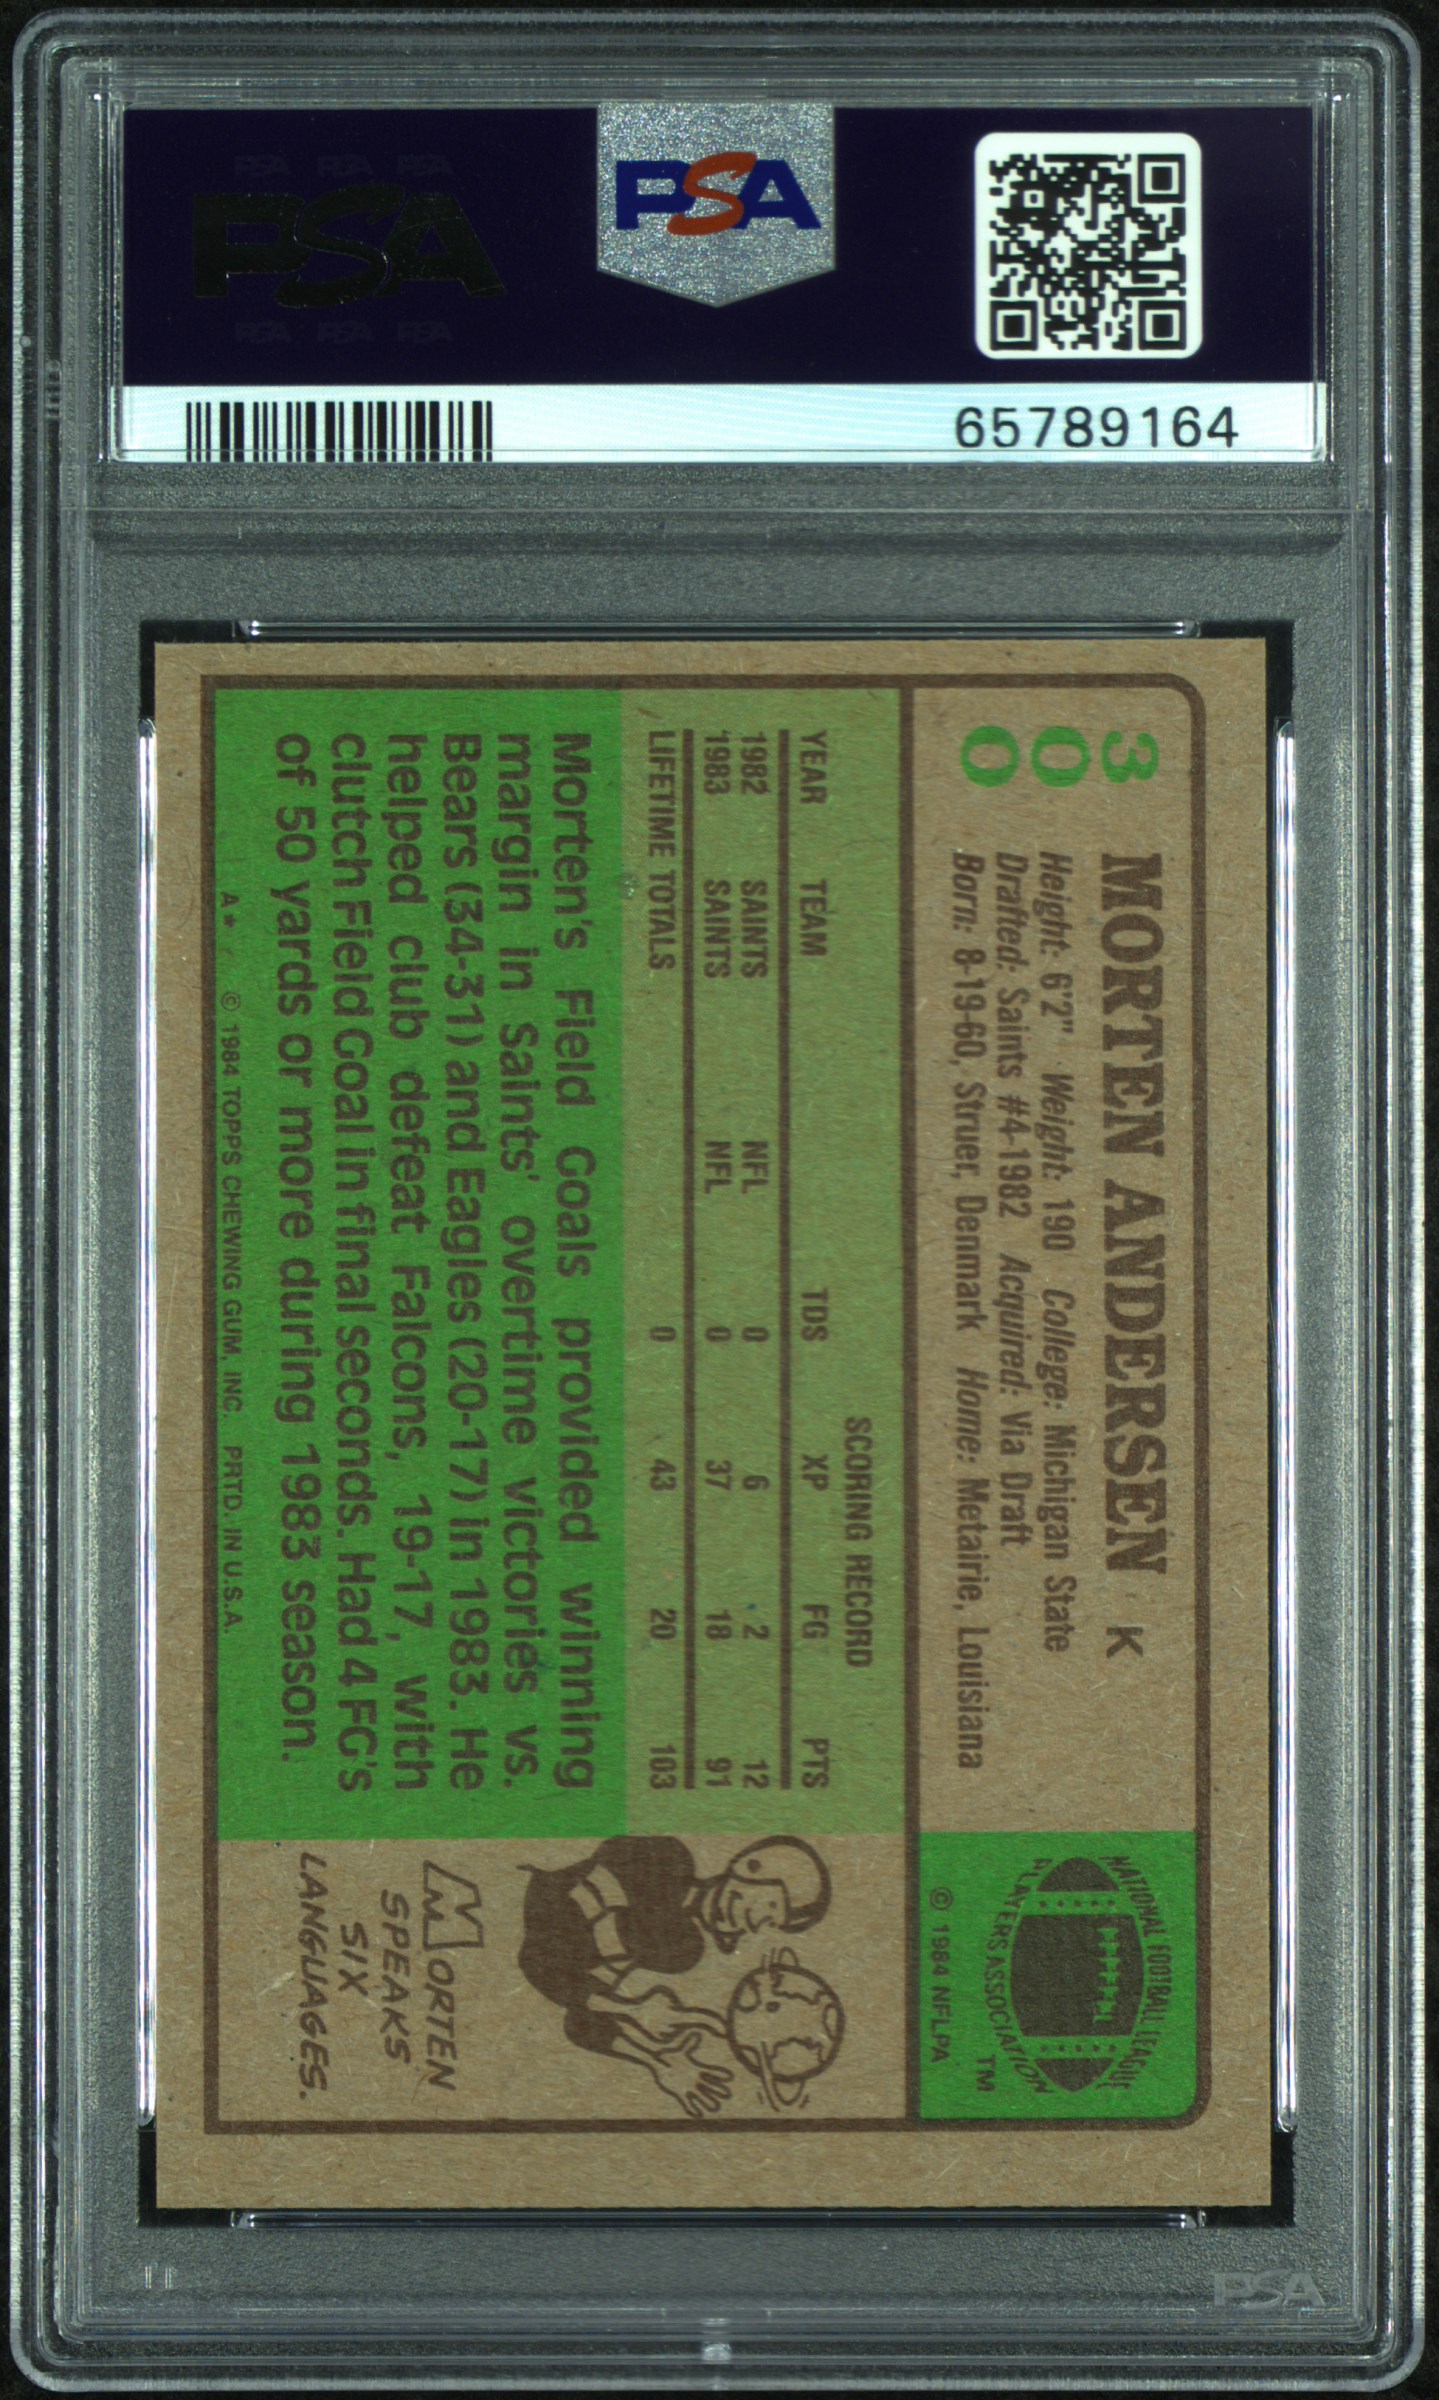 PSA PSA PSA
PSA
PSA PSA PSA
PSA
65789164
300
MORTEN ANDERSEN K
Height: 6'2" Weight: 190 College: Michigan State
Drafted: Saints #4-1982 Acquired: Via Draft
Born: 8-19-60, Struer, Denmark Home: Metairie, Louisiana
NATIONAL FOOTBALL LEAGUE
PLAYERS ASSOCIATION
TM
© 1984 NFLPA
SCORING RECORD
YEAR TEAM TDS XP FG PTS
1982 SAINTS NFL 0 6 2 12
1983 SAINTS NFL 0 37 18 91
LIFETIME TOTALS 0 43 20 103
Morten's Field Goals provided winning
margin in Saints' overtime victories vs.
Bears (34-31) and Eagles (20-17) in 1983. He
helped club defeat Falcons, 19-17, with
clutch Field Goal in final seconds. Had 4 FG's
of 50 yards or more during 1983 season.
A* © 1984 TOPPS CHEWING GUM, INC. PRTD. IN U.S.A.
MORTEN
SPEAKS
SIX
LANGUAGES.
PSA